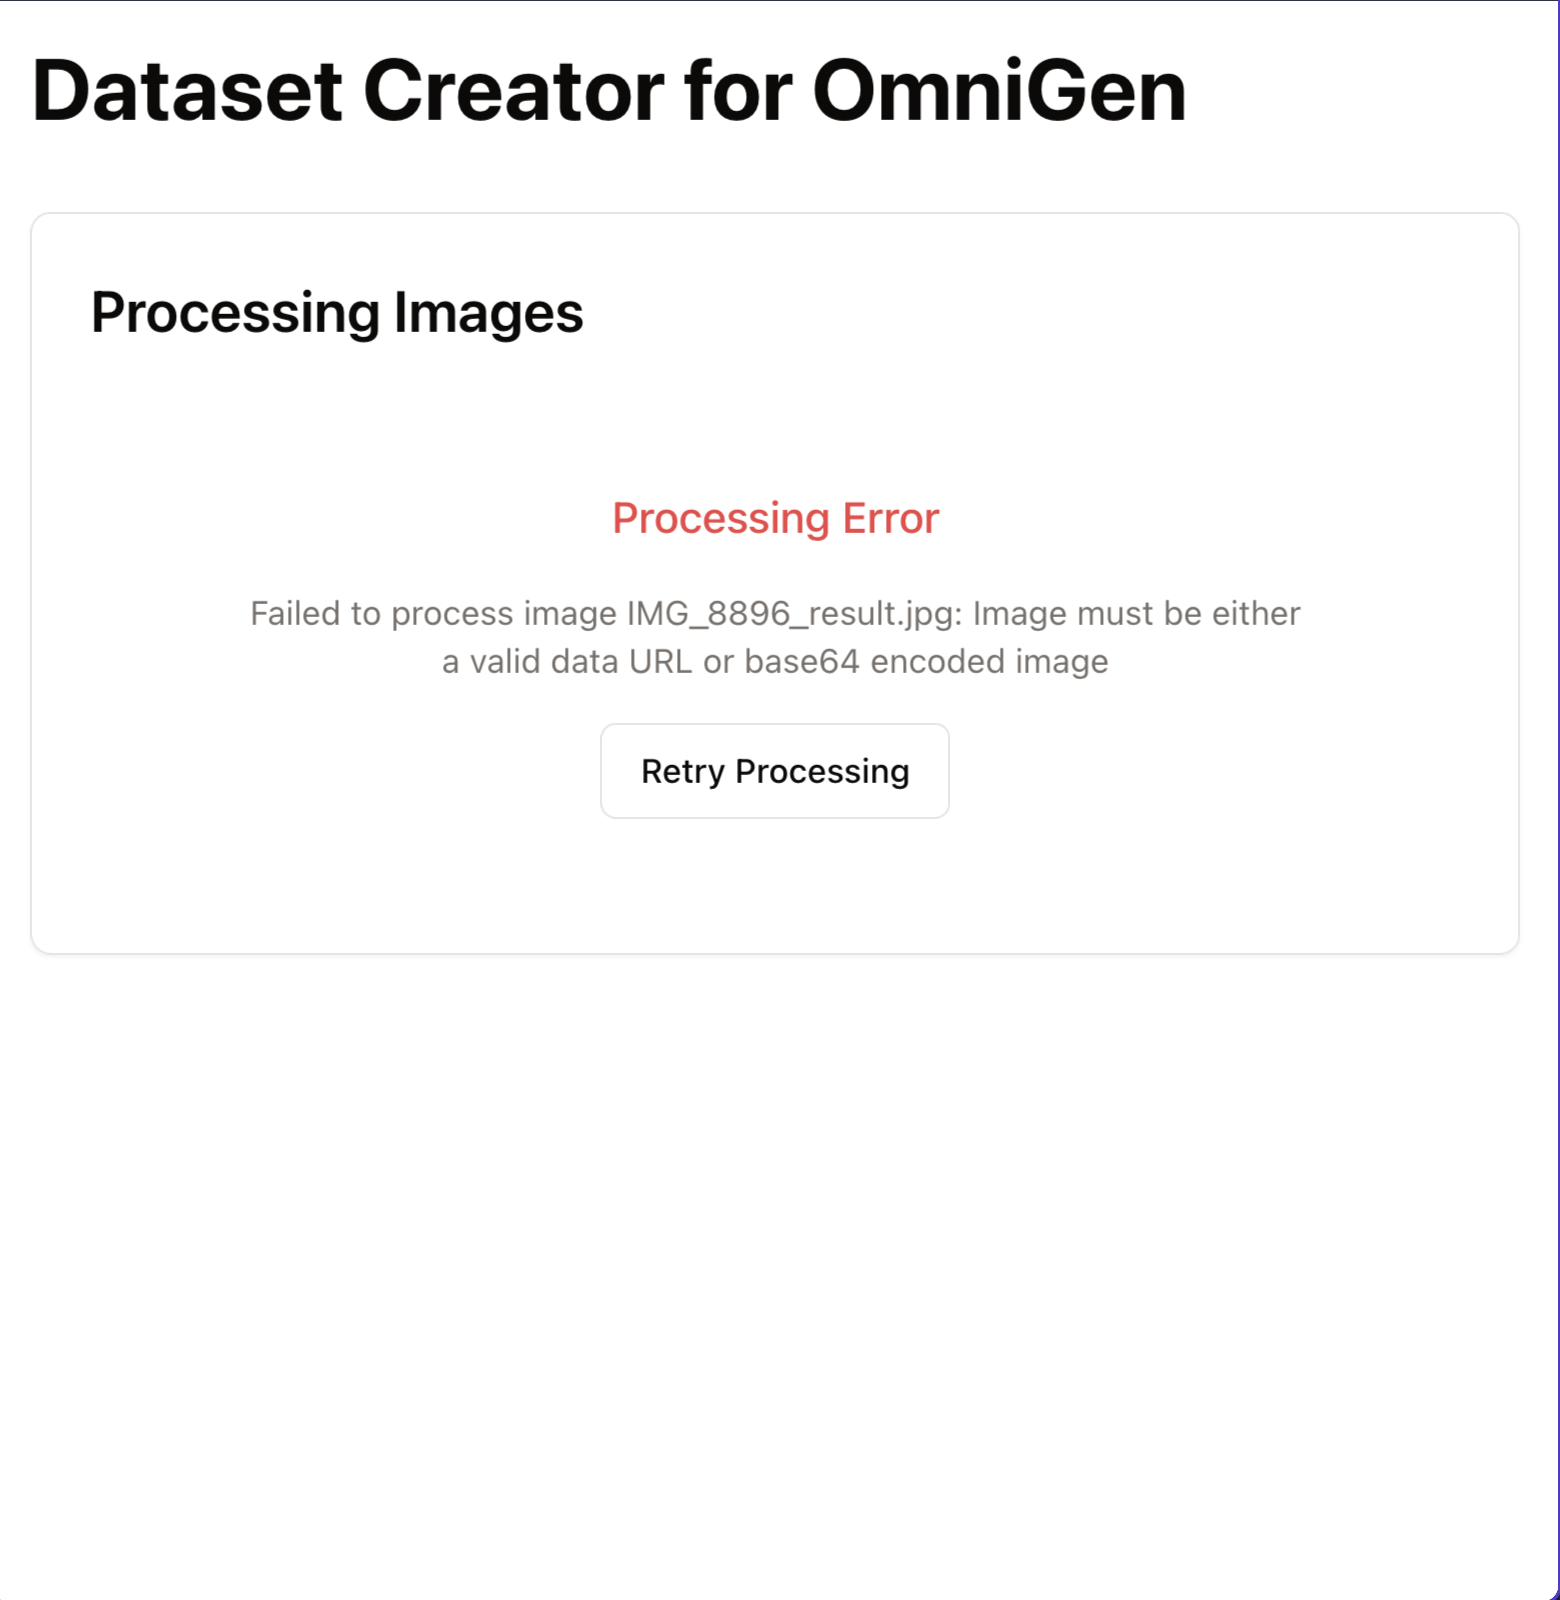 Dataset Creator for OmniGen
Processing Images
Processing Error
Failed to process image IMG_8896_result.jpg: Image must be either
a valid data URL or base64 encoded image
Retry Processing